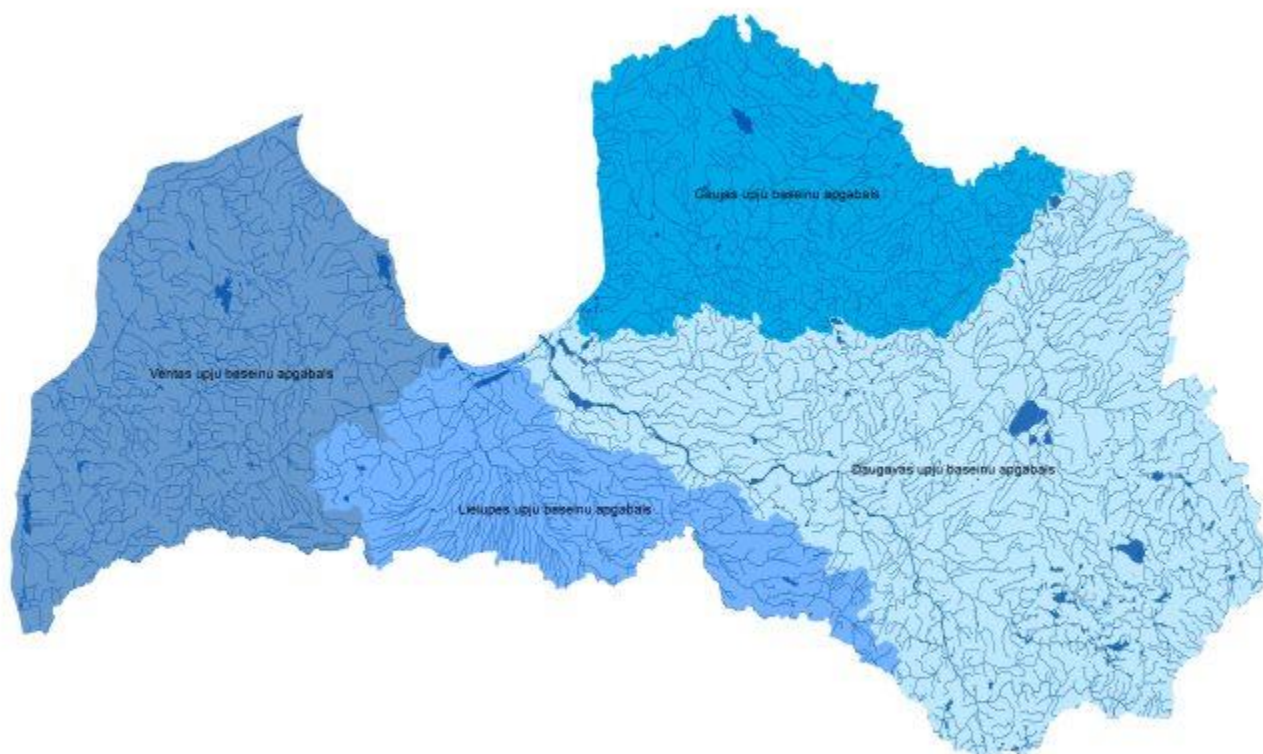 Gaujas upju baseinu apgabals
Ventas upju baseinu apgabals
Daugavas upju baseinu apgabals
Lielupes upju baseinu apgabals